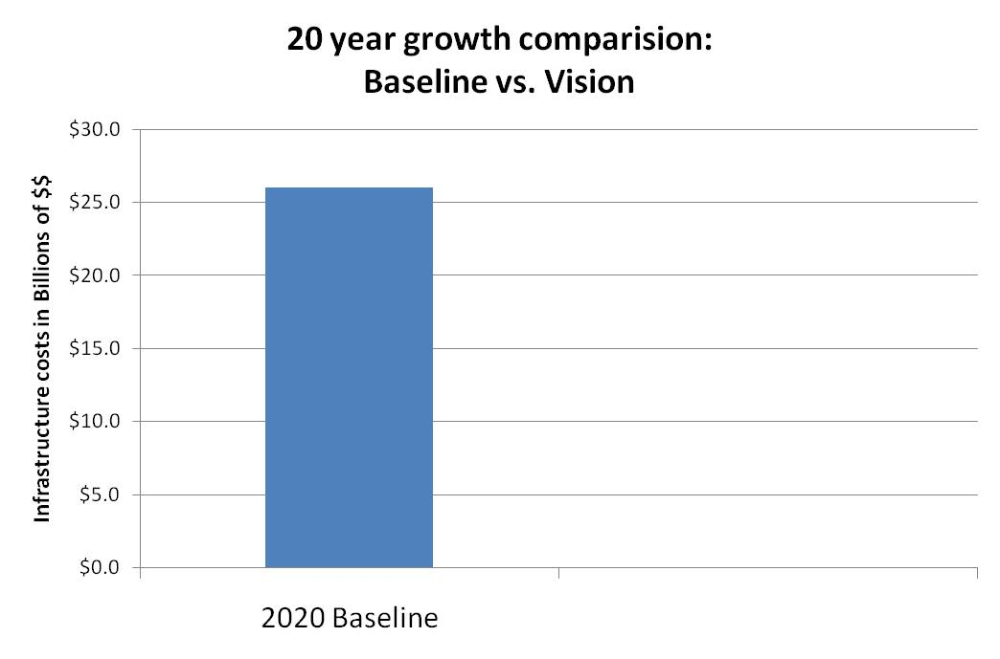 20 year growth comparision:
Baseline vs. Vision
Infrastructure costs in Billions of $$
$30.0
$25.0
$20.0
$15.0
$10.0
$5.0
$0.0
2020 Baseline